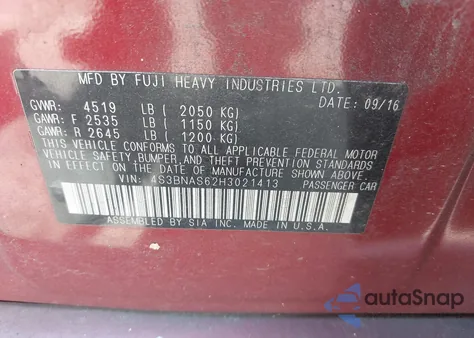 MFD BY FUJI HEAVY INDUSTRIES LTD.
DATE: 09/16
GVWR: 4519 LB ( 2050 KG)
GAWR: F 2535 LB ( 1150 KG)
GAWR: R 2645 LB ( 1200 KG)
THIS VEHICLE CONFORMS TO ALL APPLICABLE FEDERAL MOTOR
VEHICLE SAFETY, BUMPER, AND THEFT PREVENTION STANDARDS
IN EFFECT ON THE DATE OF MANUFACTURE SHOWN ABOVE.
VIN: 4S3BNAS62H3021413 PASSENGER CAR
ASSEMBLED BY SIA INC. MADE IN U.S.A.
autoSnap
by carfast express